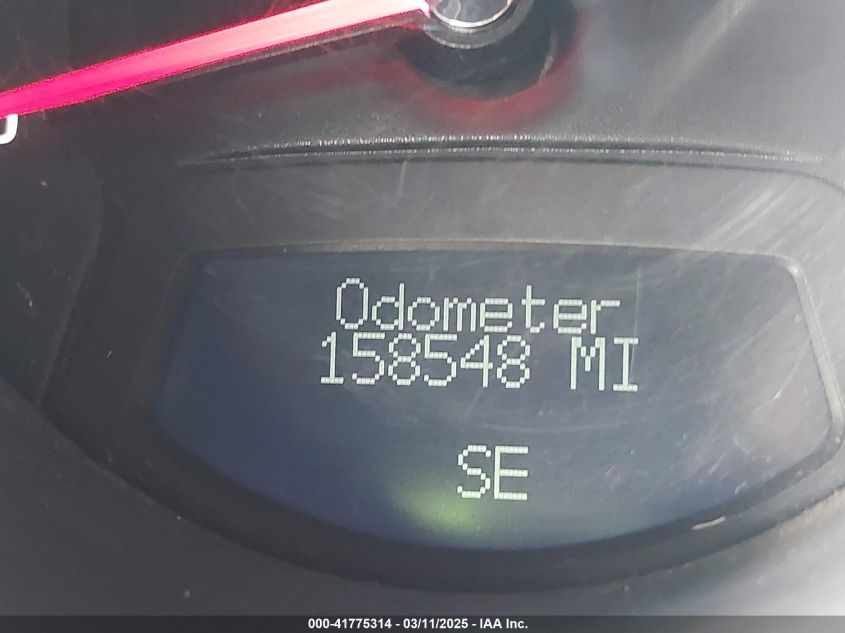 Odometer
158548 MI
SE
000-41775314 - 03/11/2025 - IAA Inc.